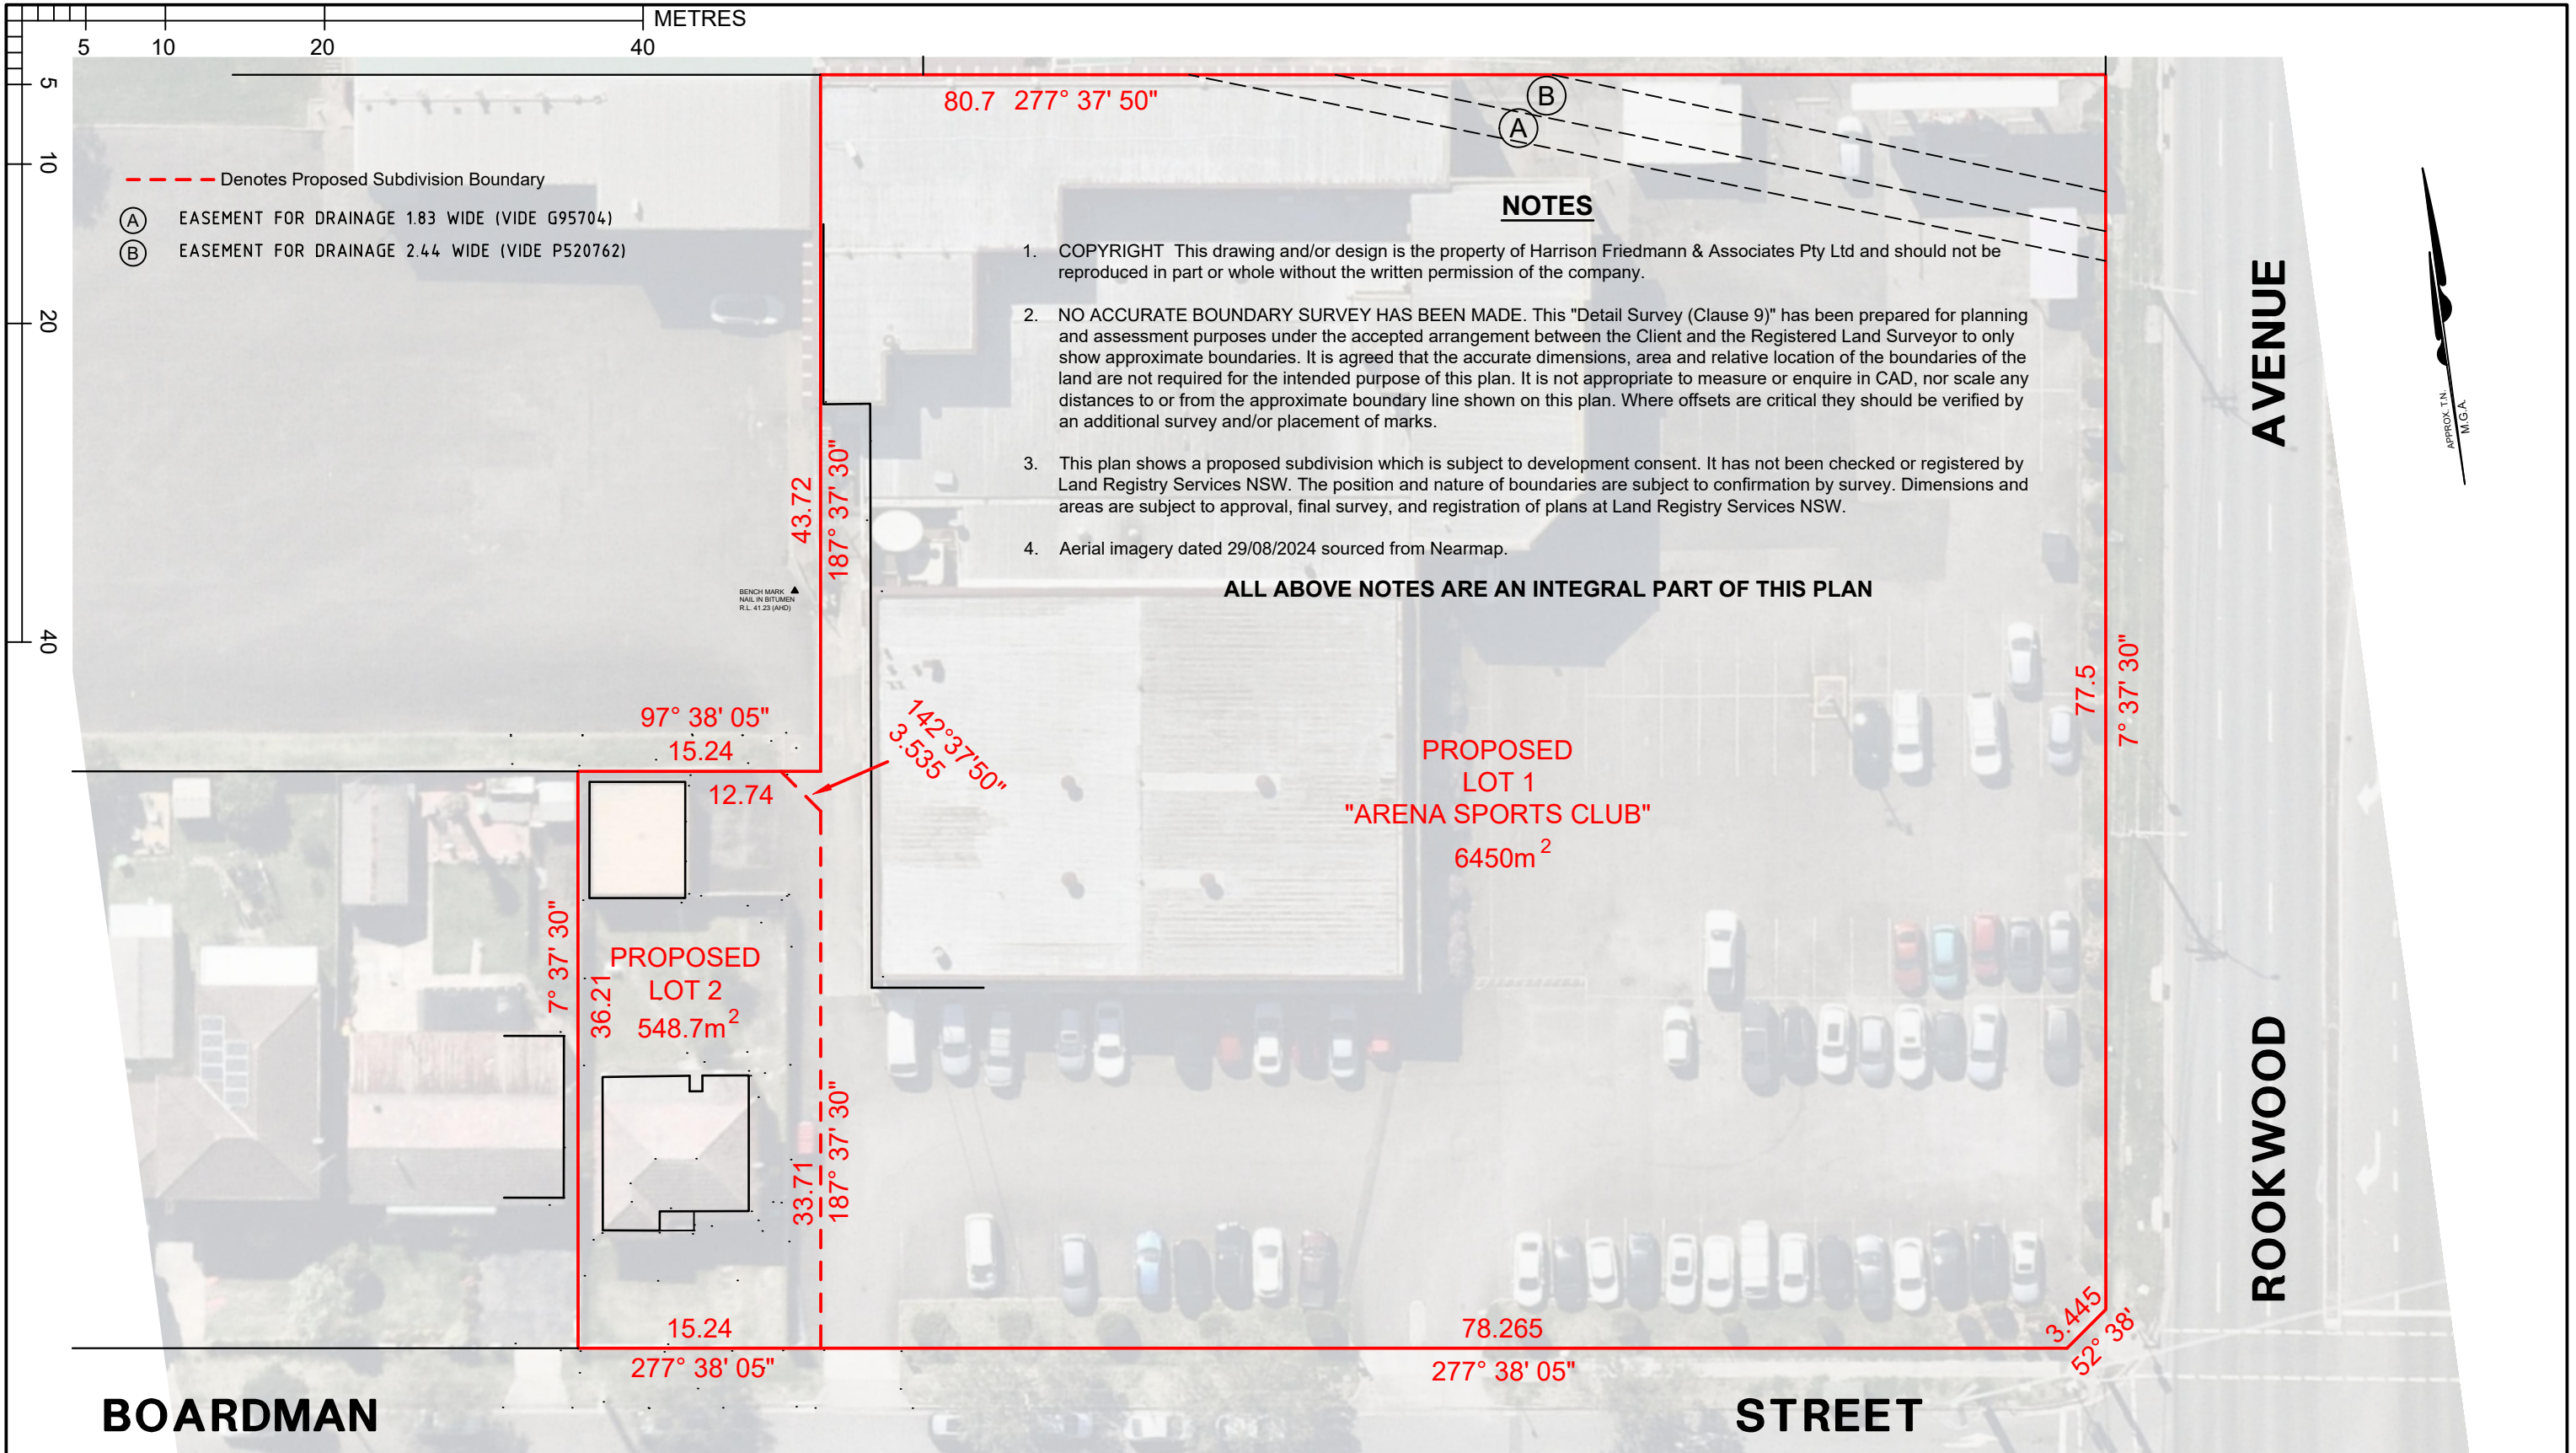 METRES
5 10 20 40
5
10
20
40
80.7 277° 37' 50"
B
A
Denotes Proposed Subdivision Boundary
A EASEMENT FOR DRAINAGE 1.83 WIDE (VIDE G95704)
B EASEMENT FOR DRAINAGE 2.44 WIDE (VIDE P520762)
NOTES
1. COPYRIGHT This drawing and/or design is the property of Harrison Friedmann & Associates Pty Ltd and should not be
reproduced in part or whole without the written permission of the company.
2. NO ACCURATE BOUNDARY SURVEY HAS BEEN MADE. This "Detail Survey (Clause 9)" has been prepared for planning
and assessment purposes under the accepted arrangement between the Client and the Registered Land Surveyor to only
show approximate boundaries. It is agreed that the accurate dimensions, area and relative location of the boundaries of the
land are not required for the intended purpose of this plan. It is not appropriate to measure or enquire in CAD, nor scale any
distances to or from the approximate boundary line shown on this plan. Where offsets are critical they should be verified by
an additional survey and/or placement of marks.
3. This plan shows a proposed subdivision which is subject to development consent. It has not been checked or registered by
Land Registry Services NSW. The position and nature of boundaries are subject to confirmation by survey. Dimensions and
areas are subject to approval, final survey, and registration of plans at Land Registry Services NSW.
4. Aerial imagery dated 29/08/2024 sourced from Nearmap.
ALL ABOVE NOTES ARE AN INTEGRAL PART OF THIS PLAN
APPROX. T.N.
M.G.A.
43.72
187° 37' 30"
BENCH MARK
NAIL IN BITUMEN
R.L. 41.23 (AHD)
97° 38' 05"
15.24
12.74
142°37'50"
3.535
PROPOSED
LOT 1
"ARENA SPORTS CLUB"
6450m2
77.5
7° 37' 30"
7° 37' 30"
36.21
PROPOSED
LOT 2
548.7m2
33.71
187° 37' 30"
15.24
277° 38' 05"
78.265
277° 38' 05"
3.445
52° 38'
BOARDMAN STREET
ROOKWOOD AVENUE